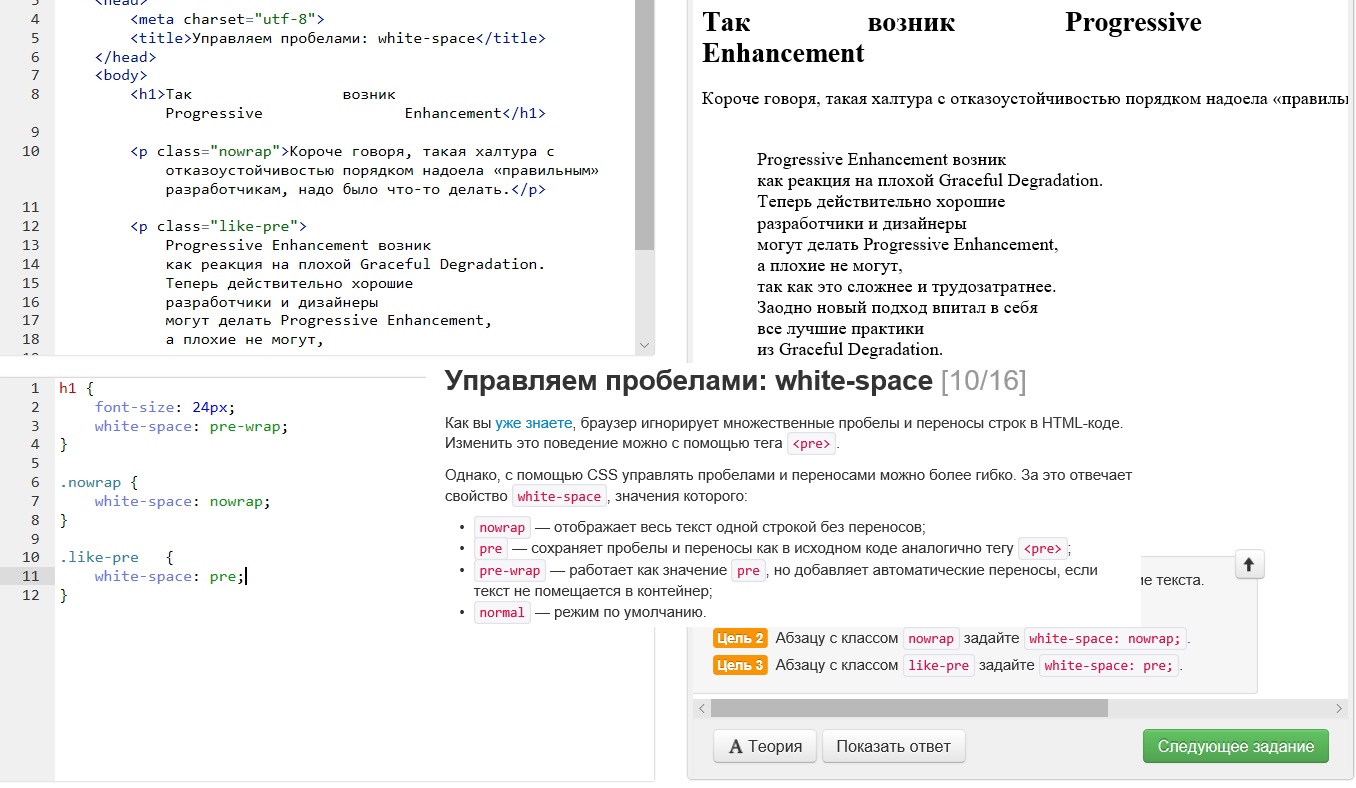 3 <head>
4 <meta charset="utf-8">
5 <title>Управляем пробелами: white-space</title>
6 </head>
7 <body>
8 <h1>Так возник
Progressive Enhancement</h1>
9
10 <p class="nowrap">Короче говоря, такая халтура с
отказоустойчивостью порядком надоела «правильным»
разработчикам, надо было что-то делать.</p>
11
12 <p class="like-pre">
13 Progressive Enhancement возник
14 как реакция на плохой Graceful Degradation.
15 Теперь действительно хорошие
16 разработчики и дизайнеры
17 могут делать Progressive Enhancement,
18 а плохие не могут,
Так возник Progressive
Enhancement
Короче говоря, такая халтура с отказоустойчивостью порядком надоела «правильн
Progressive Enhancement возник
как реакция на плохой Graceful Degradation.
Теперь действительно хорошие
разработчики и дизайнеры
могут делать Progressive Enhancement,
а плохие не могут,
так как это сложнее и трудозатратнее.
Заодно новый подход впитал в себя
все лучшие практики
из Graceful Degradation.
1 h1 {
2 font-size: 24px;
3 white-space: pre-wrap;
4 }
5
6 .nowrap {
7 white-space: nowrap;
8 }
9
10 .like-pre {
11 white-space: pre;
12 }
Управляем пробелами: white-space [10/16]
Как вы уже знаете, браузер игнорирует множественные пробелы и переносы строк в HTML-коде.
Изменить это поведение можно с помощью тега <pre>.
Однако, с помощью CSS управлять пробелами и переносами можно более гибко. За это отвечает
свойство white-space, значения которого:
• nowrap — отображает весь текст одной строкой без переносов;
• pre — сохраняет пробелы и переносы как в исходном коде аналогично тегу <pre>;
• pre-wrap — работает как значение pre, но добавляет автоматические переносы, если
текст не помещается в контейнер;
• normal — режим по умолчанию.
текста.
Цель 2 Абзацу с классом nowrap задайте white-space: nowrap;.
Цель 3 Абзацу с классом like-pre задайте white-space: pre;.
A Теория Показать ответ Следующее задание